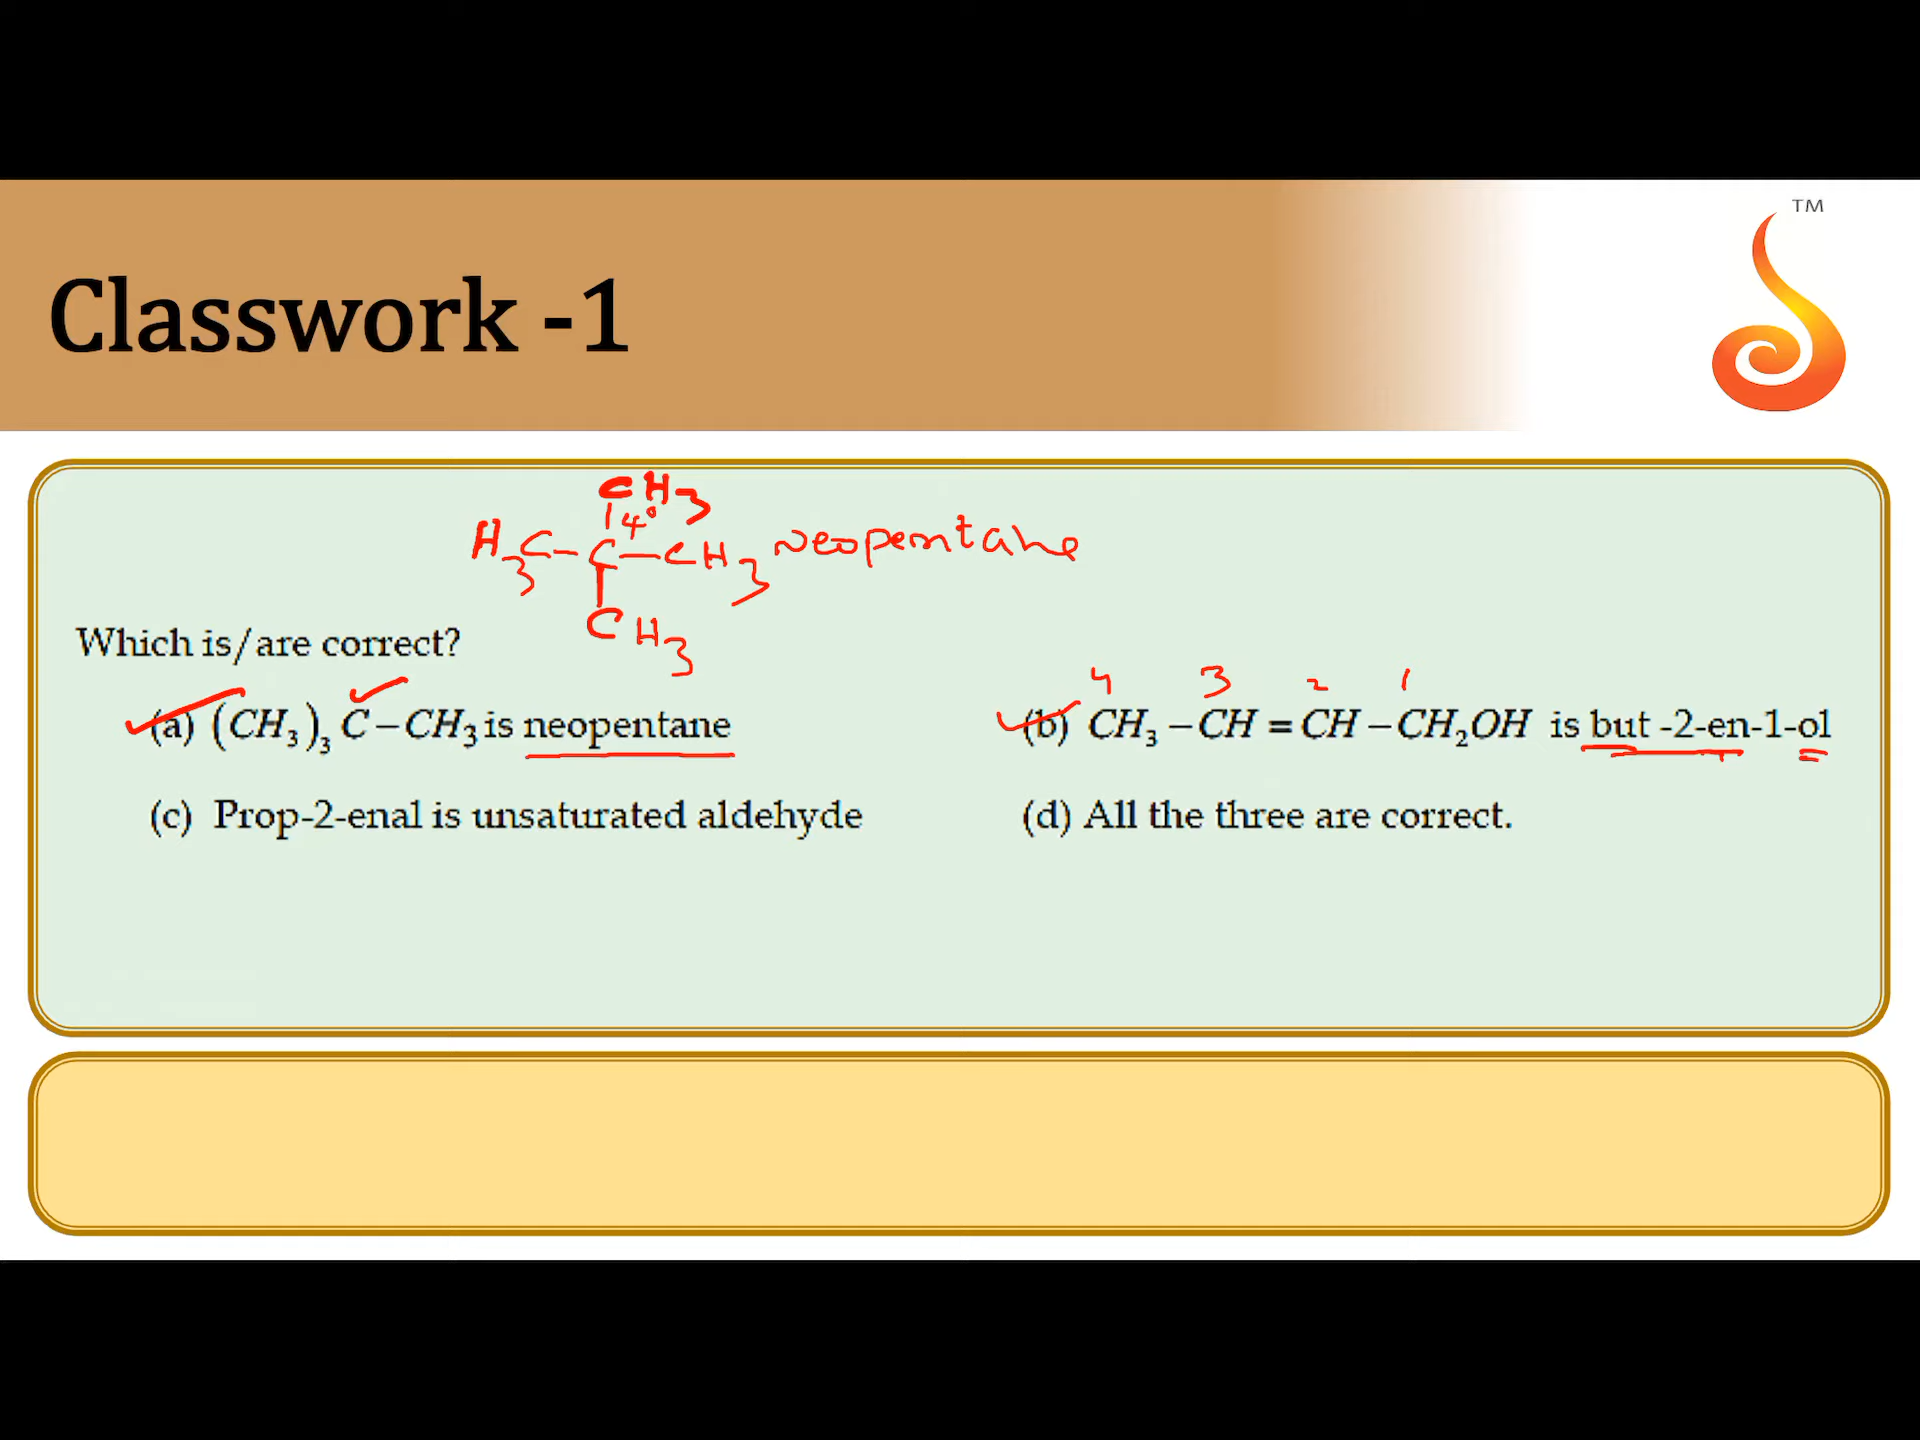 TM
Classwork -1
CH3
4°
H3C-C-CH3 neopentane
CH3
Which is/are correct?
4 3 2 1
(a) (CH₃)₃ C – CH₃ is neopentane
(b) CH₃ – CH = CH – CH₂OH is but -2-en-1-ol
(c) Prop-2-enal is unsaturated aldehyde
(d) All the three are correct.